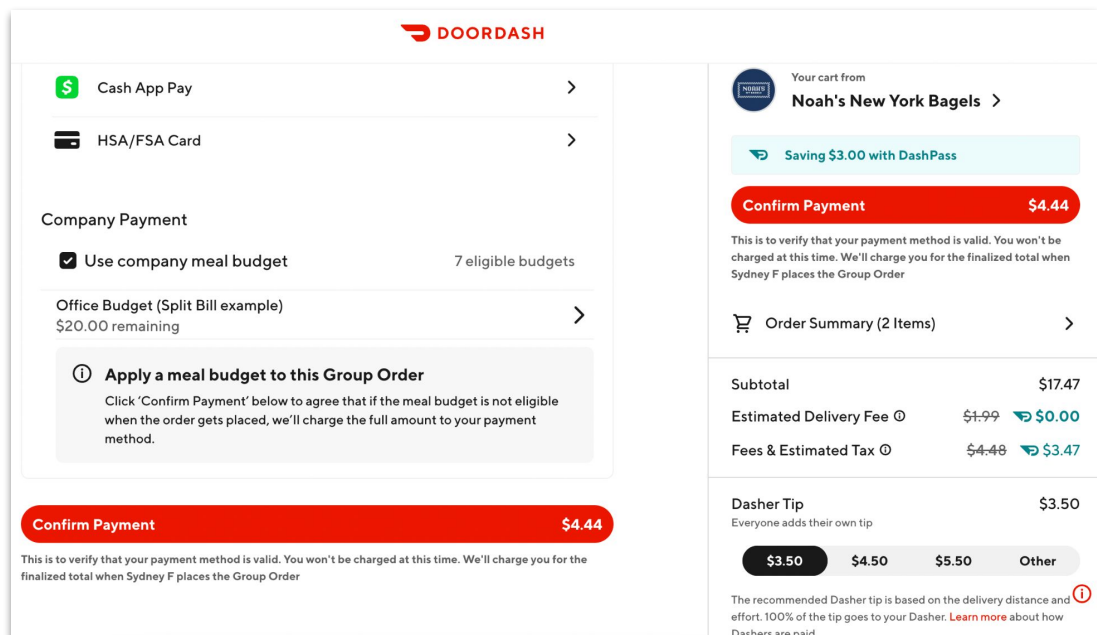 DOORDASH
Cash App Pay
HSA/FSA Card
Company Payment
Use company meal budget
7 eligible budgets
Office Budget (Split Bill example)
$20.00 remaining
Apply a meal budget to this Group Order
Click ‘Confirm Payment’ below to agree that if the meal budget is not eligible
when the order gets placed, we’ll charge the full amount to your payment
method.
Confirm Payment $4.44
This is to verify that your payment method is valid. You won't be charged at this time. We'll charge you for the
finalized total when Sydney F places the Group Order
Your cart from
NOAH'S
Noah's New York Bagels
Saving $3.00 with DashPass
Confirm Payment $4.44
This is to verify that your payment method is valid. You won't be
charged at this time. We'll charge you for the finalized total when
Sydney F places the Group Order
Order Summary (2 Items)
Subtotal $17.47
Estimated Delivery Fee $1.99 $0.00
Fees & Estimated Tax $4.48 $3.47
Dasher Tip $3.50
Everyone adds their own tip
$3.50 $4.50 $5.50 Other
The recommended Dasher tip is based on the delivery distance and
effort. 100% of the tip goes to your Dasher. Learn more about how
Dashers are paid